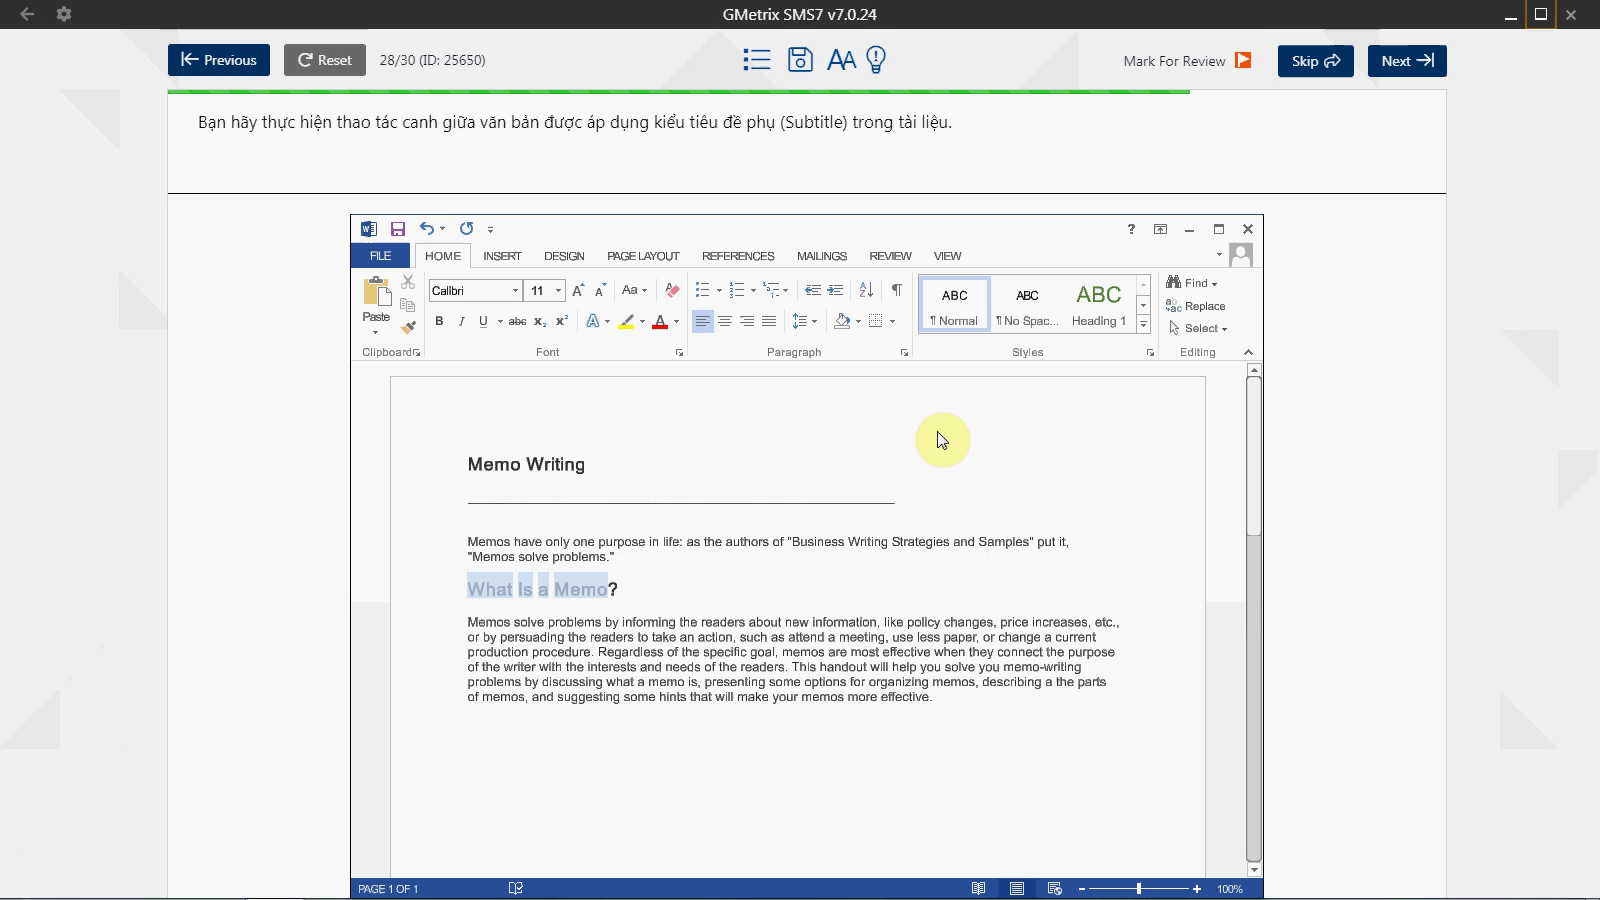 GMetrix SMS7 v7.0.24
Previous
Reset
28/30 (ID: 25650)
AA
Mark For Review
Skip
Next
Bạn hãy thực hiện thao tác canh giữa văn bản được áp dụng kiểu tiêu đề phụ (Subtitle) trong tài liệu.
FILE HOME INSERT DESIGN PAGE LAYOUT REFERENCES MAILINGS REVIEW VIEW
Paste
Calibri 11 Aa
B I U abc X₂ X² A A
Clipboard Font Paragraph Styles Editing
ABC ABC ABC
¶ Normal ¶ No Spac... Heading 1
Find
Replace
Select
Memo Writing
Memos have only one purpose in life: as the authors of "Business Writing Strategies and Samples" put it,
"Memos solve problems."
What Is a Memo?
Memos solve problems by informing the readers about new information, like policy changes, price increases, etc.,
or by persuading the readers to take an action, such as attend a meeting, use less paper, or change a current
production procedure. Regardless of the specific goal, memos are most effective when they connect the purpose
of the writer with the interests and needs of the readers. This handout will help you solve you memo-writing
problems by discussing what a memo is, presenting some options for organizing memos, describing a the parts
of memos, and suggesting some hints that will make your memos more effective.
PAGE 1 OF 1
100%